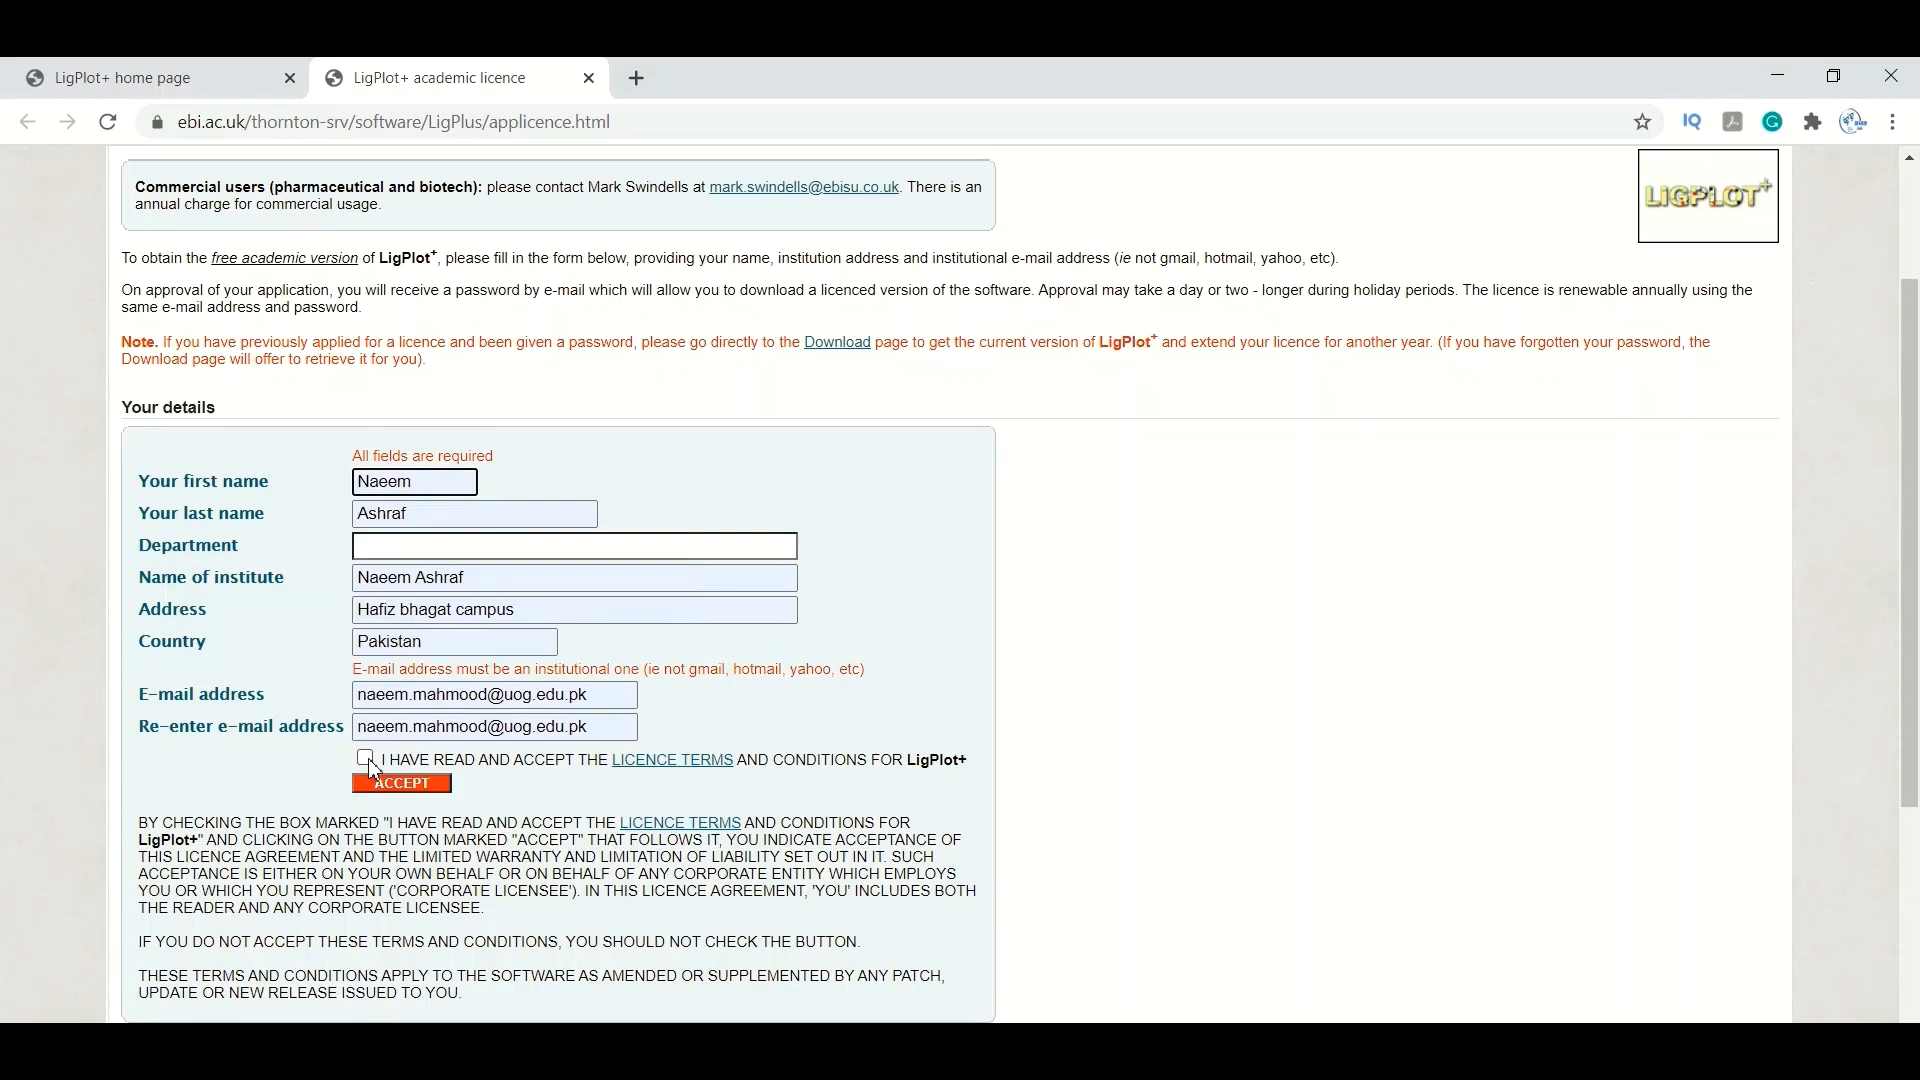 LigPlot+ home page
LigPlot+ academic licence
ebi.ac.uk/thornton-srv/software/LigPlus/applicence.html
IQ
G
Commercial users (pharmaceutical and biotech): please contact Mark Swindells at mark.swindells@ebisu.co.uk. There is an
annual charge for commercial usage.
LIGPLOT+
To obtain the free academic version of LigPlot+, please fill in the form below, providing your name, institution address and institutional e-mail address (ie not gmail, hotmail, yahoo, etc).
On approval of your application, you will receive a password by e-mail which will allow you to download a licenced version of the software. Approval may take a day or two - longer during holiday periods. The licence is renewable annually using the
same e-mail address and password.
Note. If you have previously applied for a licence and been given a password, please go directly to the Download page to get the current version of LigPlot+ and extend your licence for another year. (If you have forgotten your password, the
Download page will offer to retrieve it for you).
Your details
All fields are required
Your first name Naeem
Your last name Ashraf
Department
Name of institute Naeem Ashraf
Address Hafiz bhagat campus
Country Pakistan
E-mail address must be an institutional one (ie not gmail, hotmail, yahoo, etc)
E-mail address naeem.mahmood@uog.edu.pk
Re-enter e-mail address naeem.mahmood@uog.edu.pk
I HAVE READ AND ACCEPT THE LICENCE TERMS AND CONDITIONS FOR LigPlot+
ACCEPT
BY CHECKING THE BOX MARKED "I HAVE READ AND ACCEPT THE LICENCE TERMS AND CONDITIONS FOR
LigPlot+" AND CLICKING ON THE BUTTON MARKED "ACCEPT" THAT FOLLOWS IT, YOU INDICATE ACCEPTANCE OF
THIS LICENCE AGREEMENT AND THE LIMITED WARRANTY AND LIMITATION OF LIABILITY SET OUT IN IT. SUCH
ACCEPTANCE IS EITHER ON YOUR OWN BEHALF OR ON BEHALF OF ANY CORPORATE ENTITY WHICH EMPLOYS
YOU OR WHICH YOU REPRESENT ('CORPORATE LICENSEE'). IN THIS LICENCE AGREEMENT, 'YOU' INCLUDES BOTH
THE READER AND ANY CORPORATE LICENSEE.
IF YOU DO NOT ACCEPT THESE TERMS AND CONDITIONS, YOU SHOULD NOT CHECK THE BUTTON.
THESE TERMS AND CONDITIONS APPLY TO THE SOFTWARE AS AMENDED OR SUPPLEMENTED BY ANY PATCH,
UPDATE OR NEW RELEASE ISSUED TO YOU.